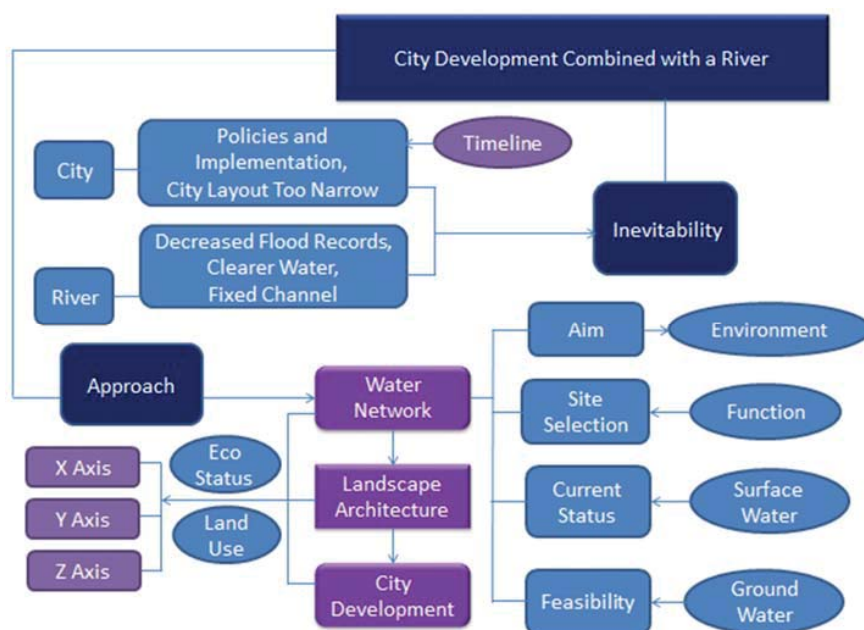 City Development Combined with a River
Policies and
Implementation,
City Layout Too Narrow
Timeline
City
Inevitability
Decreased Flood Records,
Clearer Water,
Fixed Channel
River
Aim
Environment
Approach
Water
Network
Site
Selection
Function
Eco
Status
X Axis
Landscape
Architecture
Current
Status
Surface
Water
Y Axis
Land
Use
Z Axis
City
Development
Feasibility
Ground
Water